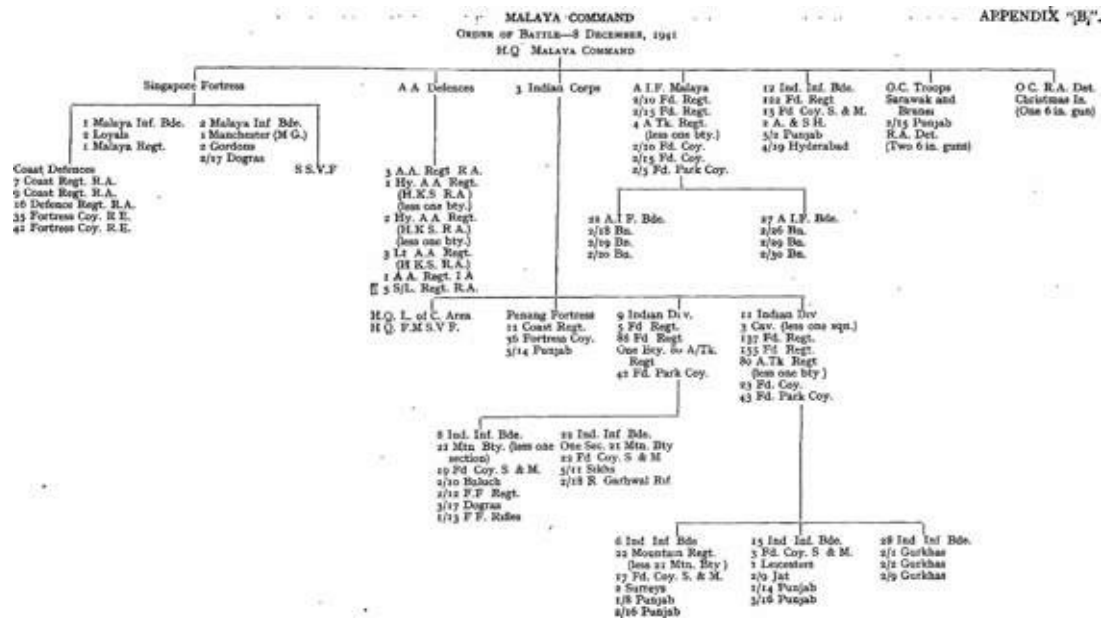 APPENDIX "B".
MALAYA COMMAND
ORDER OF BATTLE—8 DECEMBER, 1941
H.Q MALAYA COMMAND
Singapore Fortress
1 Malaya Inf. Bde.
2 Loyals
1 Malaya Regt.
2 Malaya Inf Bde.
1 Manchester (M G.)
2 Gordons
2/17 Dogras
S S.V.F
Coast Defences
7 Coast Regt. R.A.
9 Coast Regt. R.A.
16 Defence Regt. R.A.
35 Fortress Coy. R E.
41 Fortress Coy. R.E.
A A Defences
3 A.A. Regt R A.
1 Hy. A A Regt.
(H.K.S R.A)
(less one bty.)
2 Hy. A A Regt.
(H.K.S R.A.)
(less one bty.)
3 Lt A.A Regt.
(H K.S. R.A.)
1 A A. Regt. I A
5 S/L. Regt. R.A.
3 Indian Corps
A I.F. Malaya
2/10 Fd. Regt.
2/15 Fd. Regt.
4 A Tk. Regt.
(less one bty.)
2/10 Fd. Coy.
2/15 Fd. Coy.
2/5 Fd. Park Coy.
22 A.I F. Bde.
2/18 Bn.
2/19 Bn.
2/20 Bn.
27 A I.F. Bde.
2/26 Bn.
2/29 Bn.
2/30 Bn.
12 Ind. Inf. Bde.
122 Fd. Regt
15 Fd Coy. S. & M.
2 A. & S H.
5/2 Punjab
4/19 Hyderabad
O.C. Troops
Sarawak and
Brunei
2/15 Punjab
R.A. Det.
(Two 6 in. guns)
O C. R.A. Det.
Christmas In.
(One 6 in. gun)
H.Q. L. of C. Area
H Q. F.M S.V F.
Penang Fortress
11 Coast Regt.
36 Fortress Coy.
5/14 Punjab
9 Indian Div.
5 Fd Regt.
88 Fd Regt
One Bty. 80 A/Tk.
Regt
42 Fd. Park Coy.
11 Indian Div
3 Cav. (less one sqn.)
137 Fd. Regt.
155 Fd Regt.
80 A.Tk Regt
(less one bty )
23 Fd. Coy.
43 Fd. Park Coy.
8 Ind. Inf. Bde.
21 Mtn Bty. (less one
section)
19 Fd Coy. S & M.
2/10 Baluch
2/12 F.F Regt.
3/17 Dogras
1/13 F F. Rifles
22 Ind. Inf Bde.
One Sec. 21 Mtn. Bty
22 Fd Coy. S & M
5/11 Sikhs
2/18 R Garhwal Rif
6 Ind Inf Bde
22 Mountain Regt.
(less 21 Mtn. Bty )
17 Fd. Coy. S. & M.
2 Surreys
1/8 Punjab
2/16 Punjab
15 Ind Inf. Bde.
3 Fd. Coy. S & M.
1 Leicesters
2/9 Jat
1/14 Punjab
3/16 Punjab
28 Ind Inf Bde.
2/1 Gurkhas
2/2 Gurkhas
2/9 Gurkhas